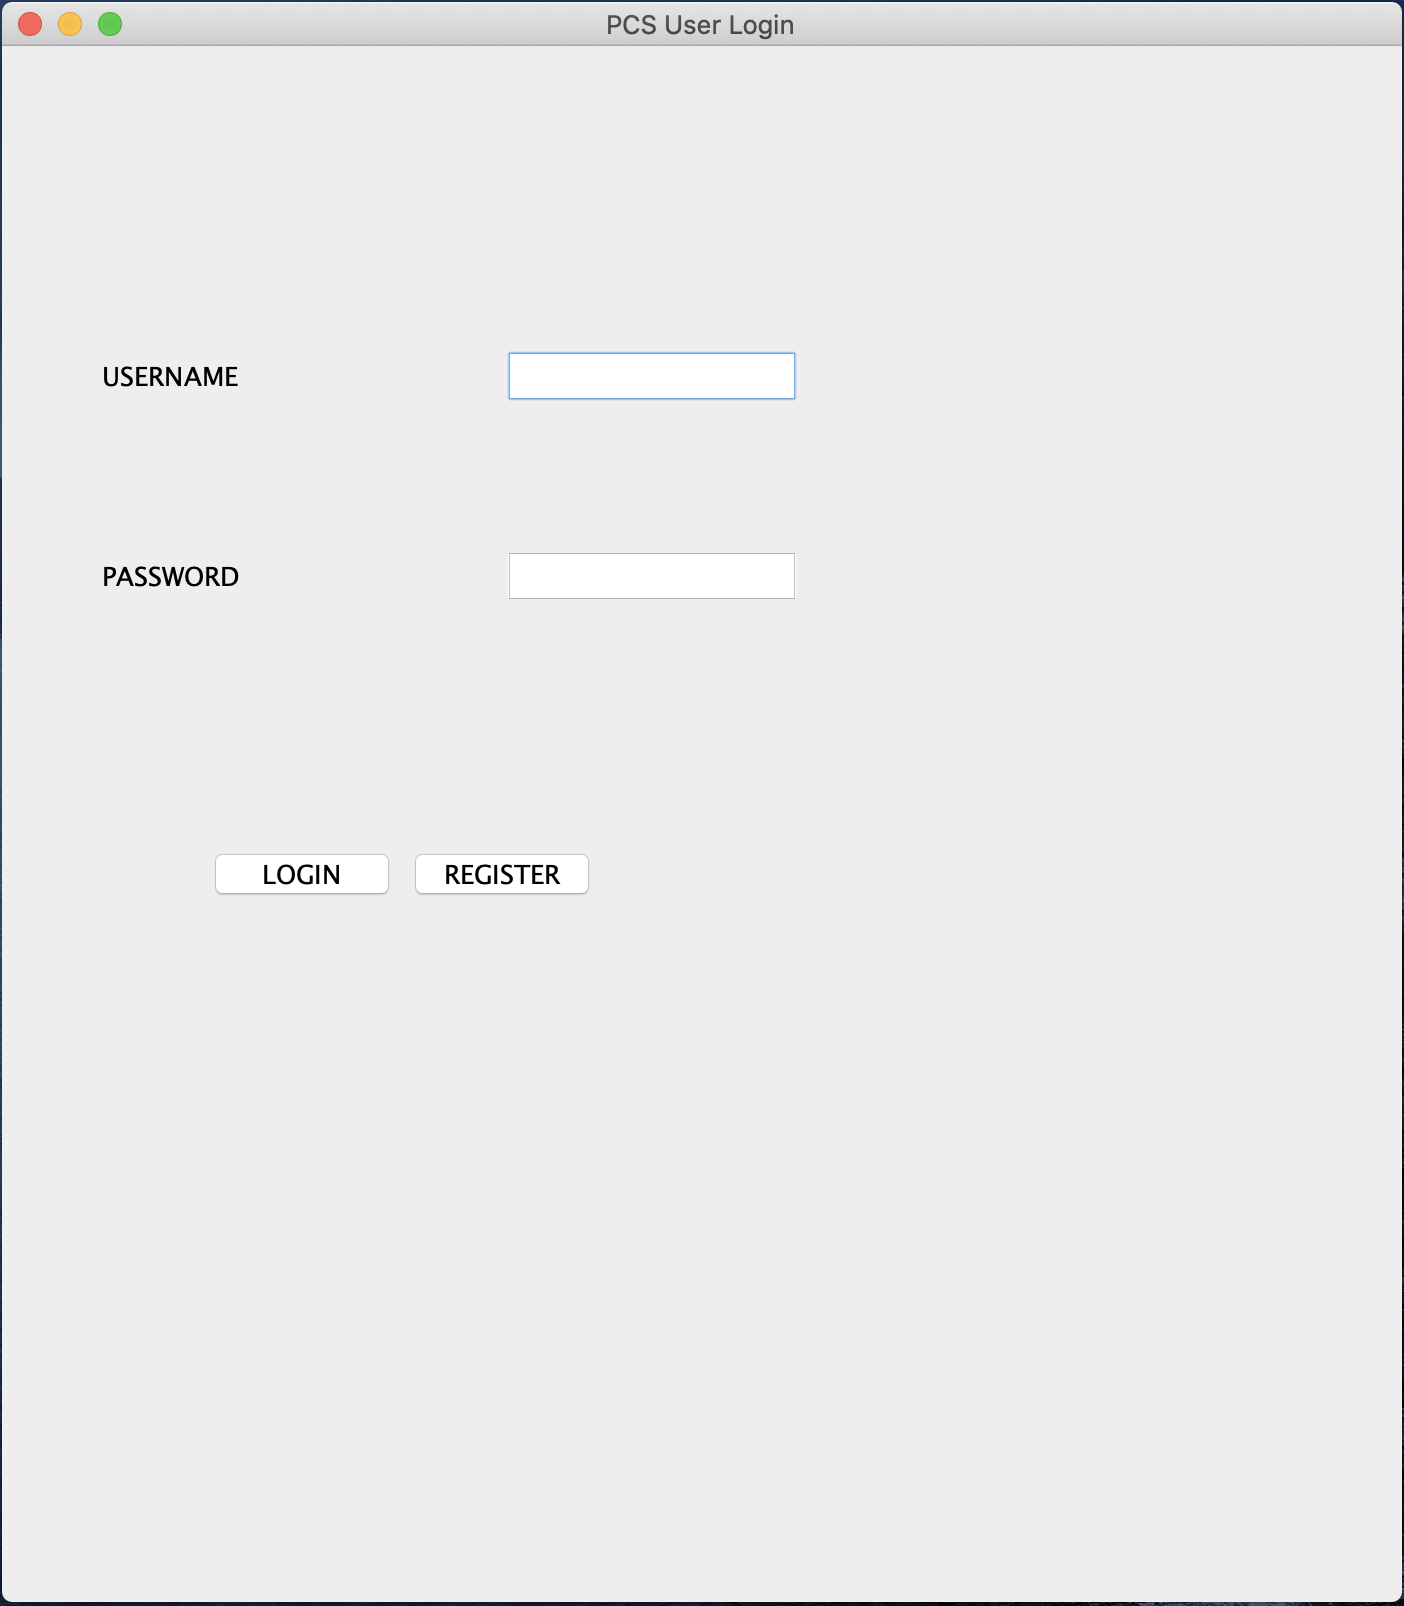 PCS User Login
USERNAME
PASSWORD
LOGIN REGISTER